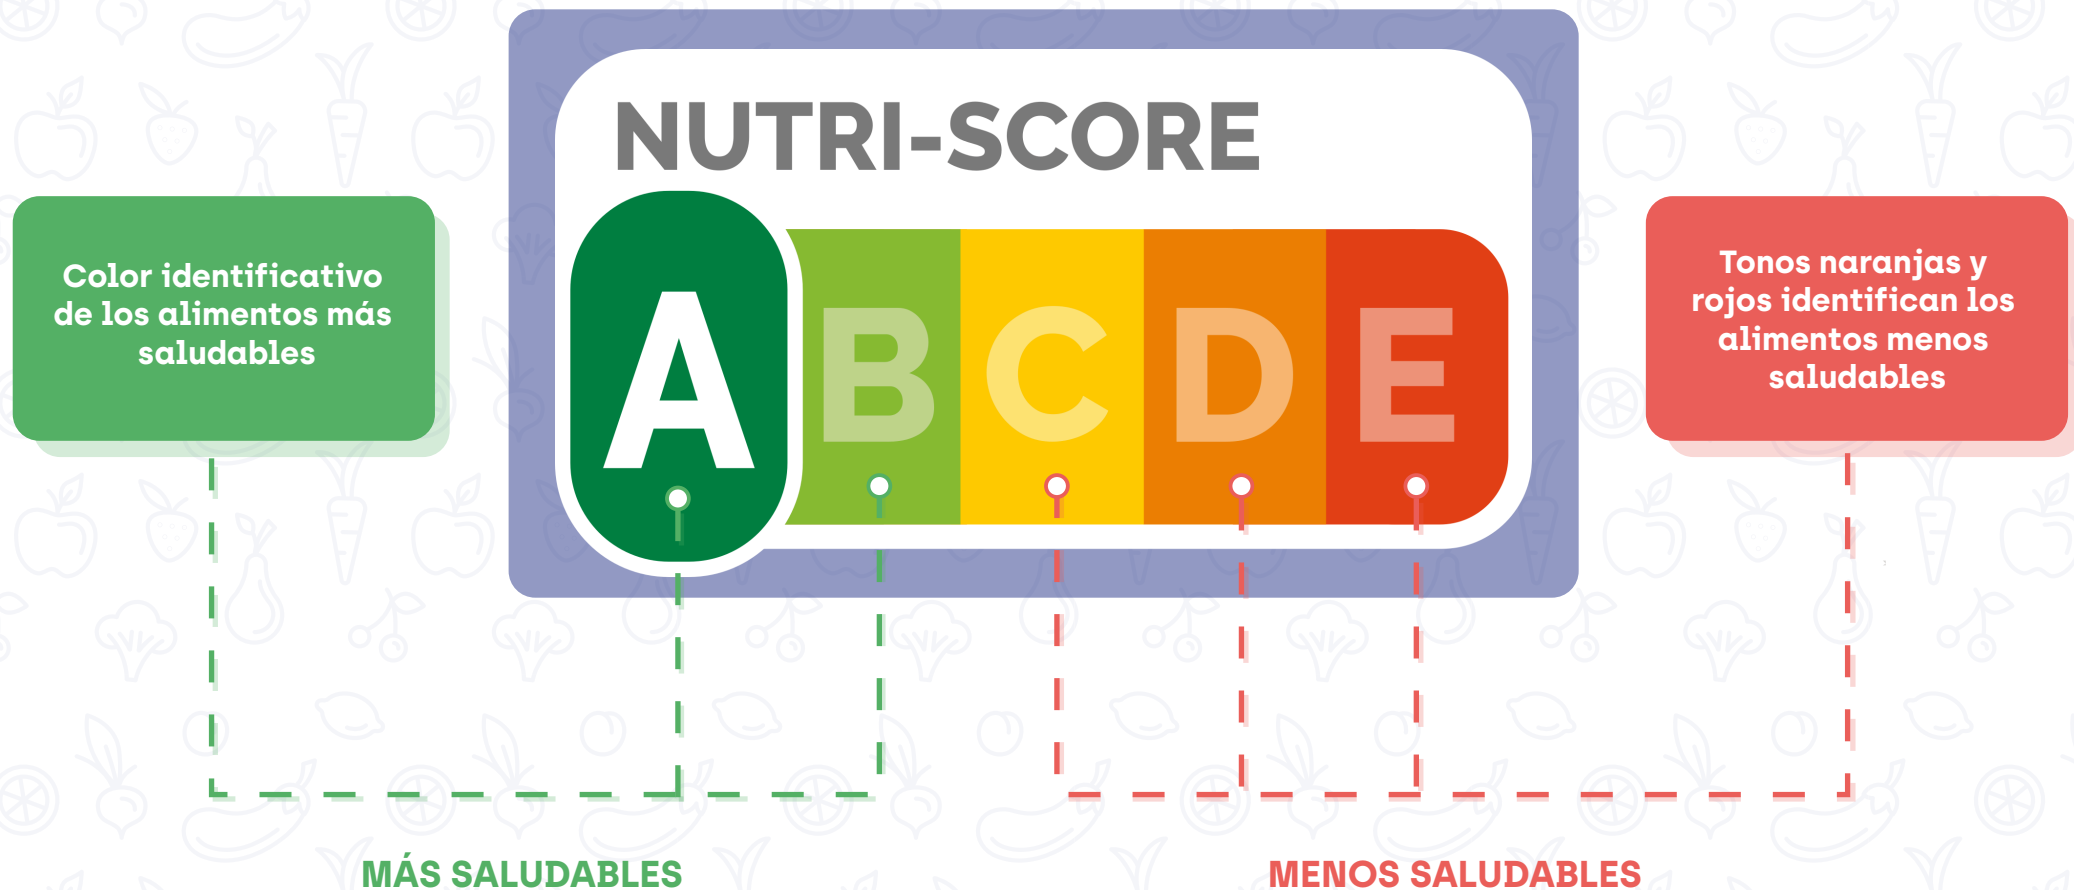 NUTRI-SCORE
A B C D E
Color identificativo
de los alimentos más
saludables
Tonos naranjas y
rojos identifican los
alimentos menos
saludables
MÁS SALUDABLES
MENOS SALUDABLES